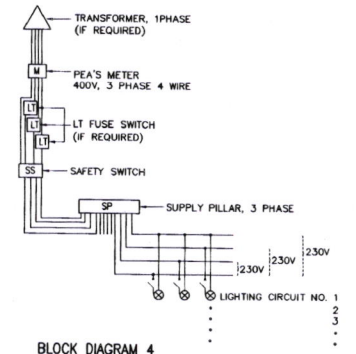 TRANSFORMER, 1PHASE
(IF REQUIRED)
M
PEA'S METER
400V, 3 PHASE 4 WIRE
LT
LT
LT
LT FUSE SWITCH
(IF REQUIRED)
SS
SAFETY SWITCH
SP
SUPPLY PILLAR, 3 PHASE
230V
230V
230V
LIGHTING CIRCUIT NO. 1
2
3
BLOCK DIAGRAM 4